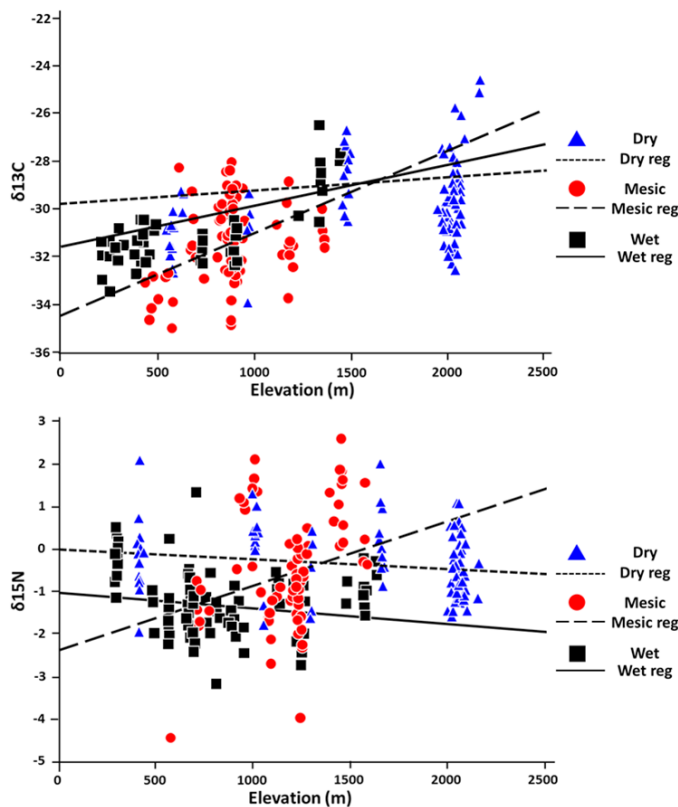 -22
-24
-26
-28
-30
-32
-34
-36
δ13C
0
500
1000
1500
2000
2500
Elevation (m)
Dry
Dry reg
Mesic
Mesic reg
Wet
Wet reg
3
2
1
0
-1
-2
-3
-4
-5
δ15N
0
500
1000
1500
2000
2500
Elevation (m)
Dry
Dry reg
Mesic
Mesic reg
Wet
Wet reg